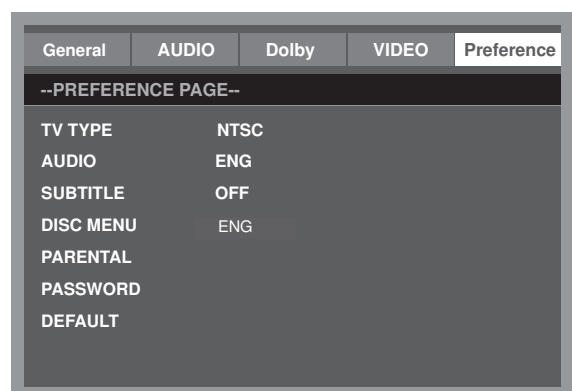 General AUDIO Dolby VIDEO Preference
--PREFERENCE PAGE--
TV TYPE NTSC
AUDIO ENG
SUBTITLE OFF
DISC MENU ENG
PARENTAL
PASSWORD
DEFAULT